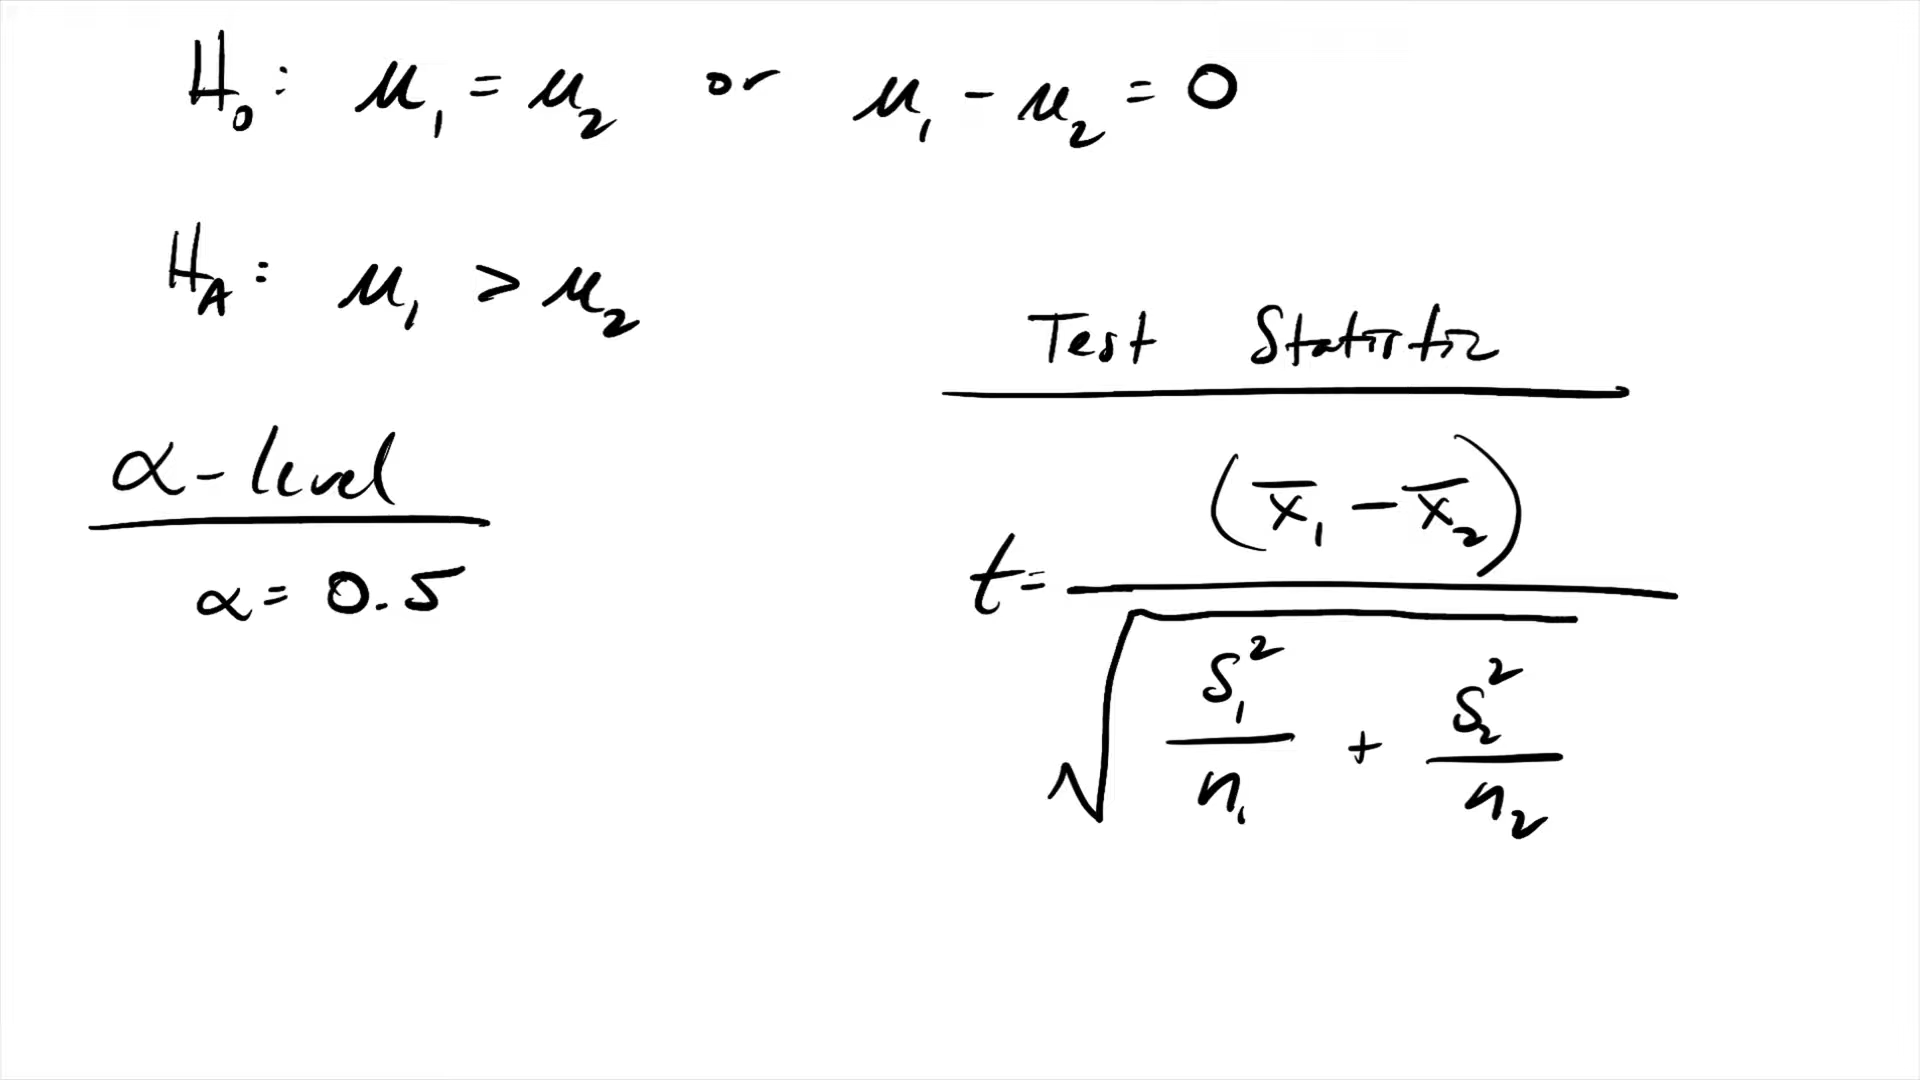 H₀: μ₁ = μ₂ or μ₁ - μ₂ = 0
H_A: μ₁ > μ₂
α-level
α = 0.5
Test Statistic
t = (x̄₁ - x̄₂) / √(s₁²/n₁ + s₂²/n₂)